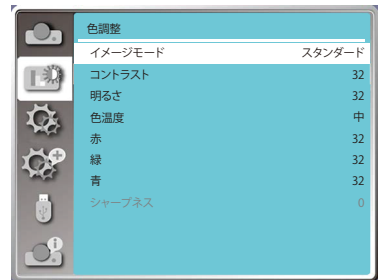 色調整
イメージモード スタンダード
コントラスト 32
明るさ 32
色温度 中
赤 32
緑 32
青 32
シャープネス 0